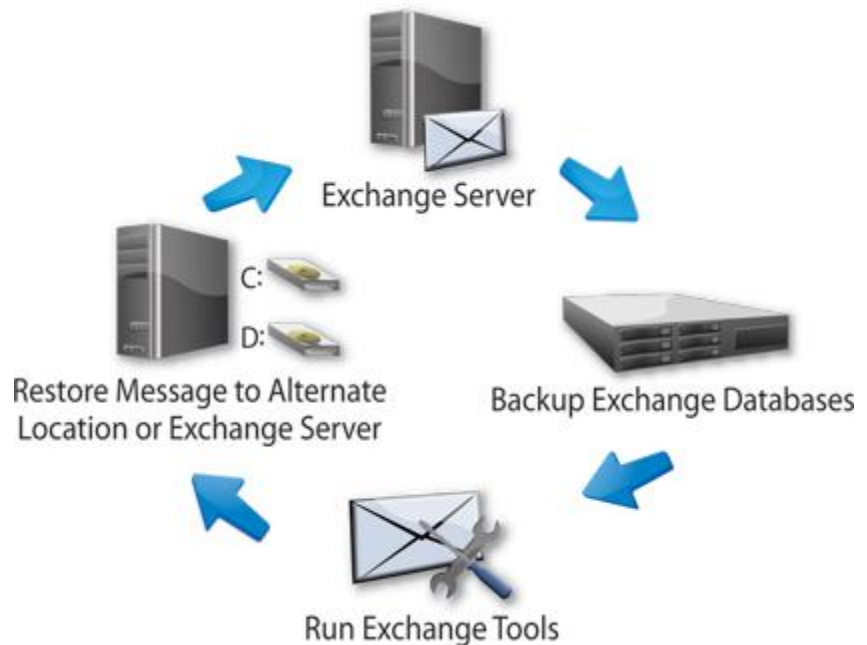 Exchange Server
C:
D:
Restore Message to Alternate
Location or Exchange Server
Backup Exchange Databases
Run Exchange Tools